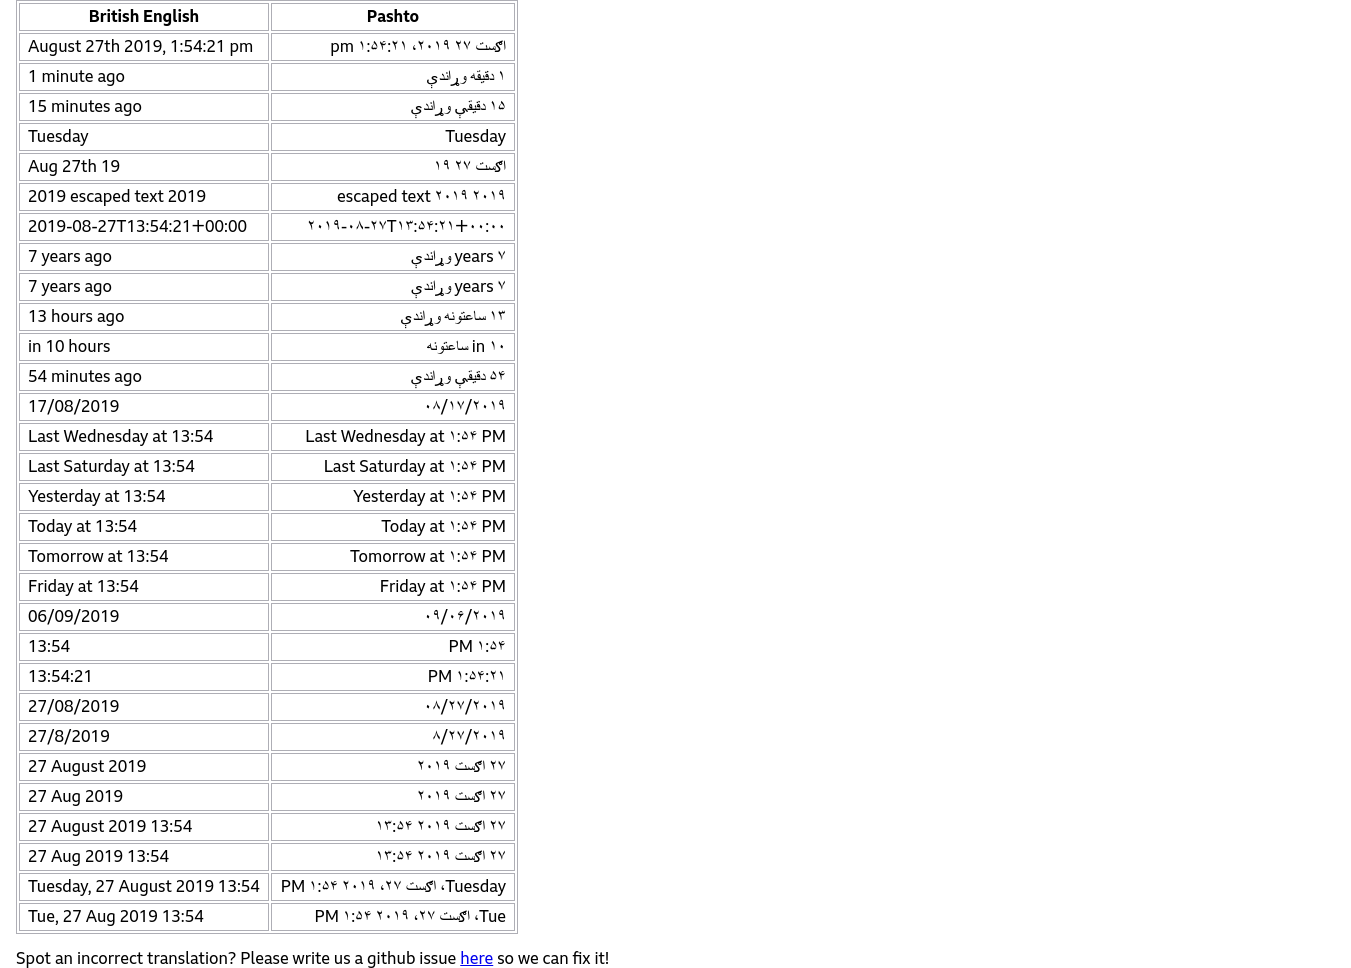 British English Pashto
August 27th 2019, 1:54:21 pm اګست ۲۷ ۲۰۱۹، ۱:۵۴:۲۱ pm
1 minute ago ۱ دقیقه وړاندې
15 minutes ago ۱۵ دقیقې وړاندې
Tuesday Tuesday
Aug 27th 19 اګست ۲۷ ۱۹
2019 escaped text 2019 ۲۰۱۹ escaped text ۲۰۱۹
2019-08-27T13:54:21+00:00 ۲۰۱۹-۰۸-۲۷T۱۳:۵۴:۲۱+۰۰:۰۰
7 years ago ۷ years وړاندې
7 years ago ۷ years وړاندې
13 hours ago ۱۳ ساعتونه وړاندې
in 10 hours in ۱۰ ساعتونه
54 minutes ago ۵۴ دقیقې وړاندې
17/08/2019 ۰۸/۱۷/۲۰۱۹
Last Wednesday at 13:54 Last Wednesday at ۱:۵۴ PM
Last Saturday at 13:54 Last Saturday at ۱:۵۴ PM
Yesterday at 13:54 Yesterday at ۱:۵۴ PM
Today at 13:54 Today at ۱:۵۴ PM
Tomorrow at 13:54 Tomorrow at ۱:۵۴ PM
Friday at 13:54 Friday at ۱:۵۴ PM
06/09/2019 ۰۹/۰۶/۲۰۱۹
13:54 ۱:۵۴ PM
13:54:21 ۱:۵۴:۲۱ PM
27/08/2019 ۰۸/۲۷/۲۰۱۹
27/8/2019 ۸/۲۷/۲۰۱۹
27 August 2019 ۲۷ اګست ۲۰۱۹
27 Aug 2019 ۲۷ اګست ۲۰۱۹
27 August 2019 13:54 ۲۷ اګست ۲۰۱۹ ۱۳:۵۴
27 Aug 2019 13:54 ۲۷ اګست ۲۰۱۹ ۱۳:۵۴
Tuesday, 27 August 2019 13:54 Tuesday، اګست ۲۷، ۲۰۱۹ ۱:۵۴ PM
Tue, 27 Aug 2019 13:54 Tue، اګست ۲۷، ۲۰۱۹ ۱:۵۴ PM
Spot an incorrect translation? Please write us a github issue here so we can fix it!